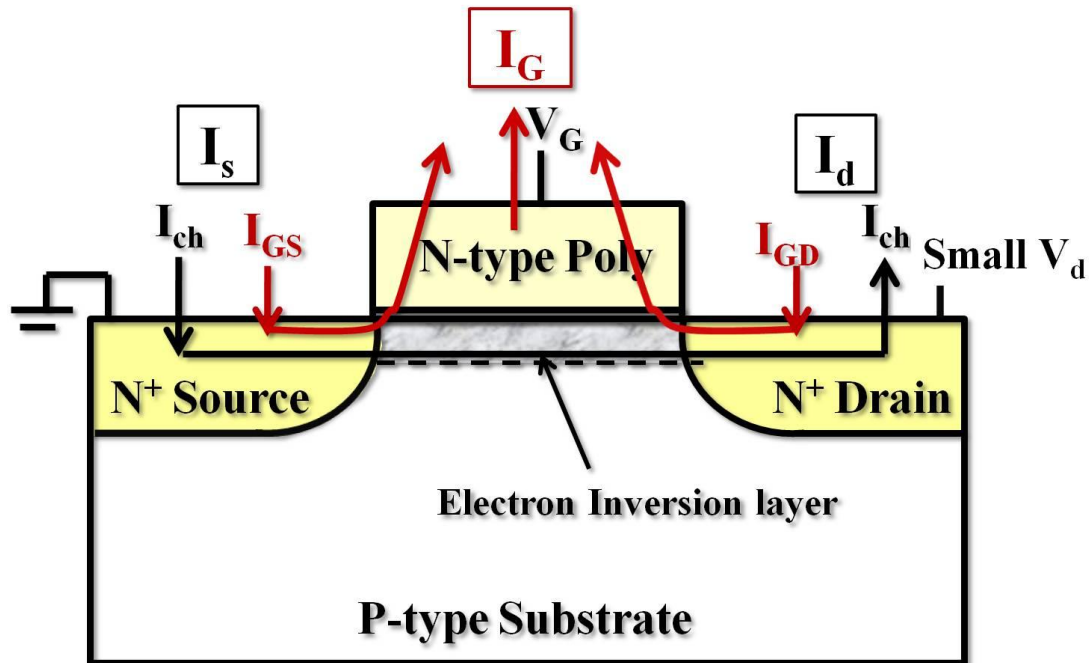 I_G
V_G
I_s
I_d
I_ch
I_GS
I_GD
I_ch
Small V_d
N-type Poly
N⁺ Source
N⁺ Drain
Electron Inversion layer
P-type Substrate